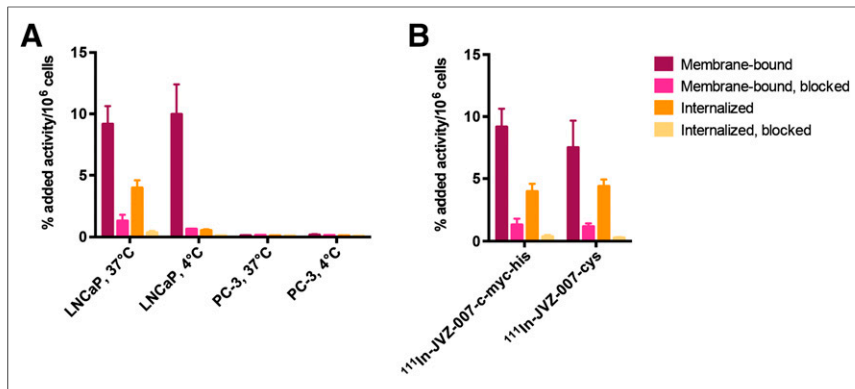 A
% added activity/10⁶ cells
15
10
5
0
LNCaP, 37°C
LNCaP, 4°C
PC-3, 37°C
PC-3, 4°C
B
% added activity/10⁶ cells
15
10
5
0
¹¹¹In-JVZ-007-c-myc-his
¹¹¹In-JVZ-007-cys
Membrane-bound
Membrane-bound, blocked
Internalized
Internalized, blocked